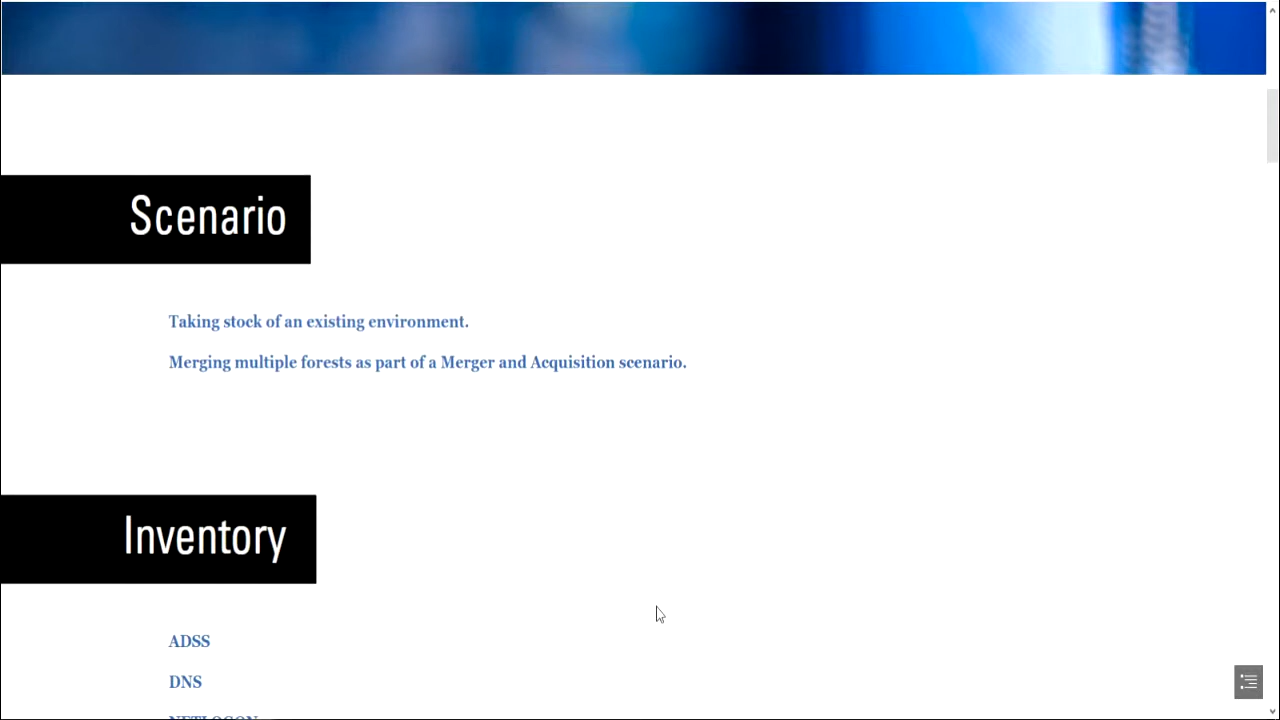 Scenario
Taking stock of an existing environment.
Merging multiple forests as part of a Merger and Acquisition scenario.
Inventory
ADSS
DNS